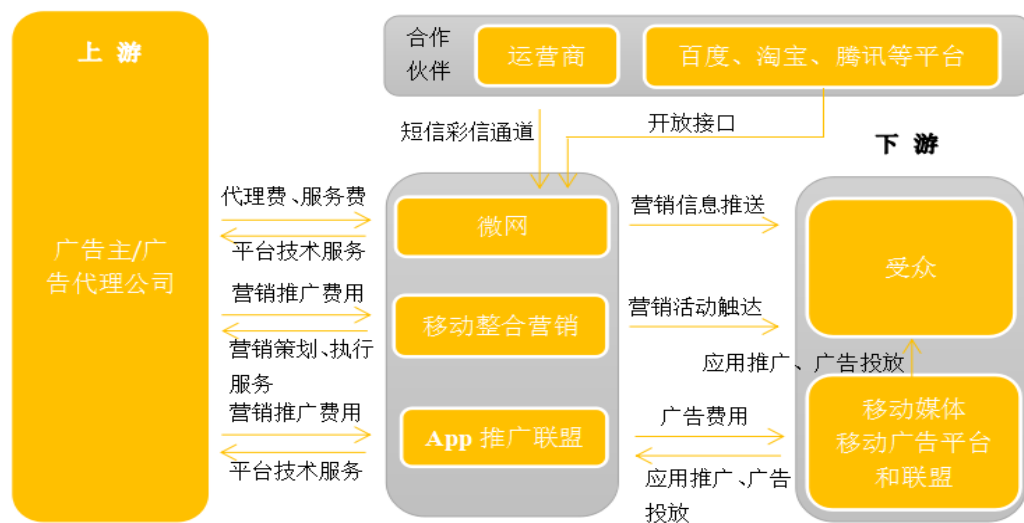 上 游
广告主/广
告代理公司
合作
伙伴
运营商
百度、淘宝、腾讯等平台
短信彩信通道
开放接口
下 游
代理费、服务费
平台技术服务
营销推广费用
营销策划、执行
服务
营销推广费用
平台技术服务
微网
移动整合营销
App 推广联盟
营销信息推送
营销活动触达
应用推广、广告投放
广告费用
应用推广、广告
投放
受众
移动媒体
移动广告平台
和联盟